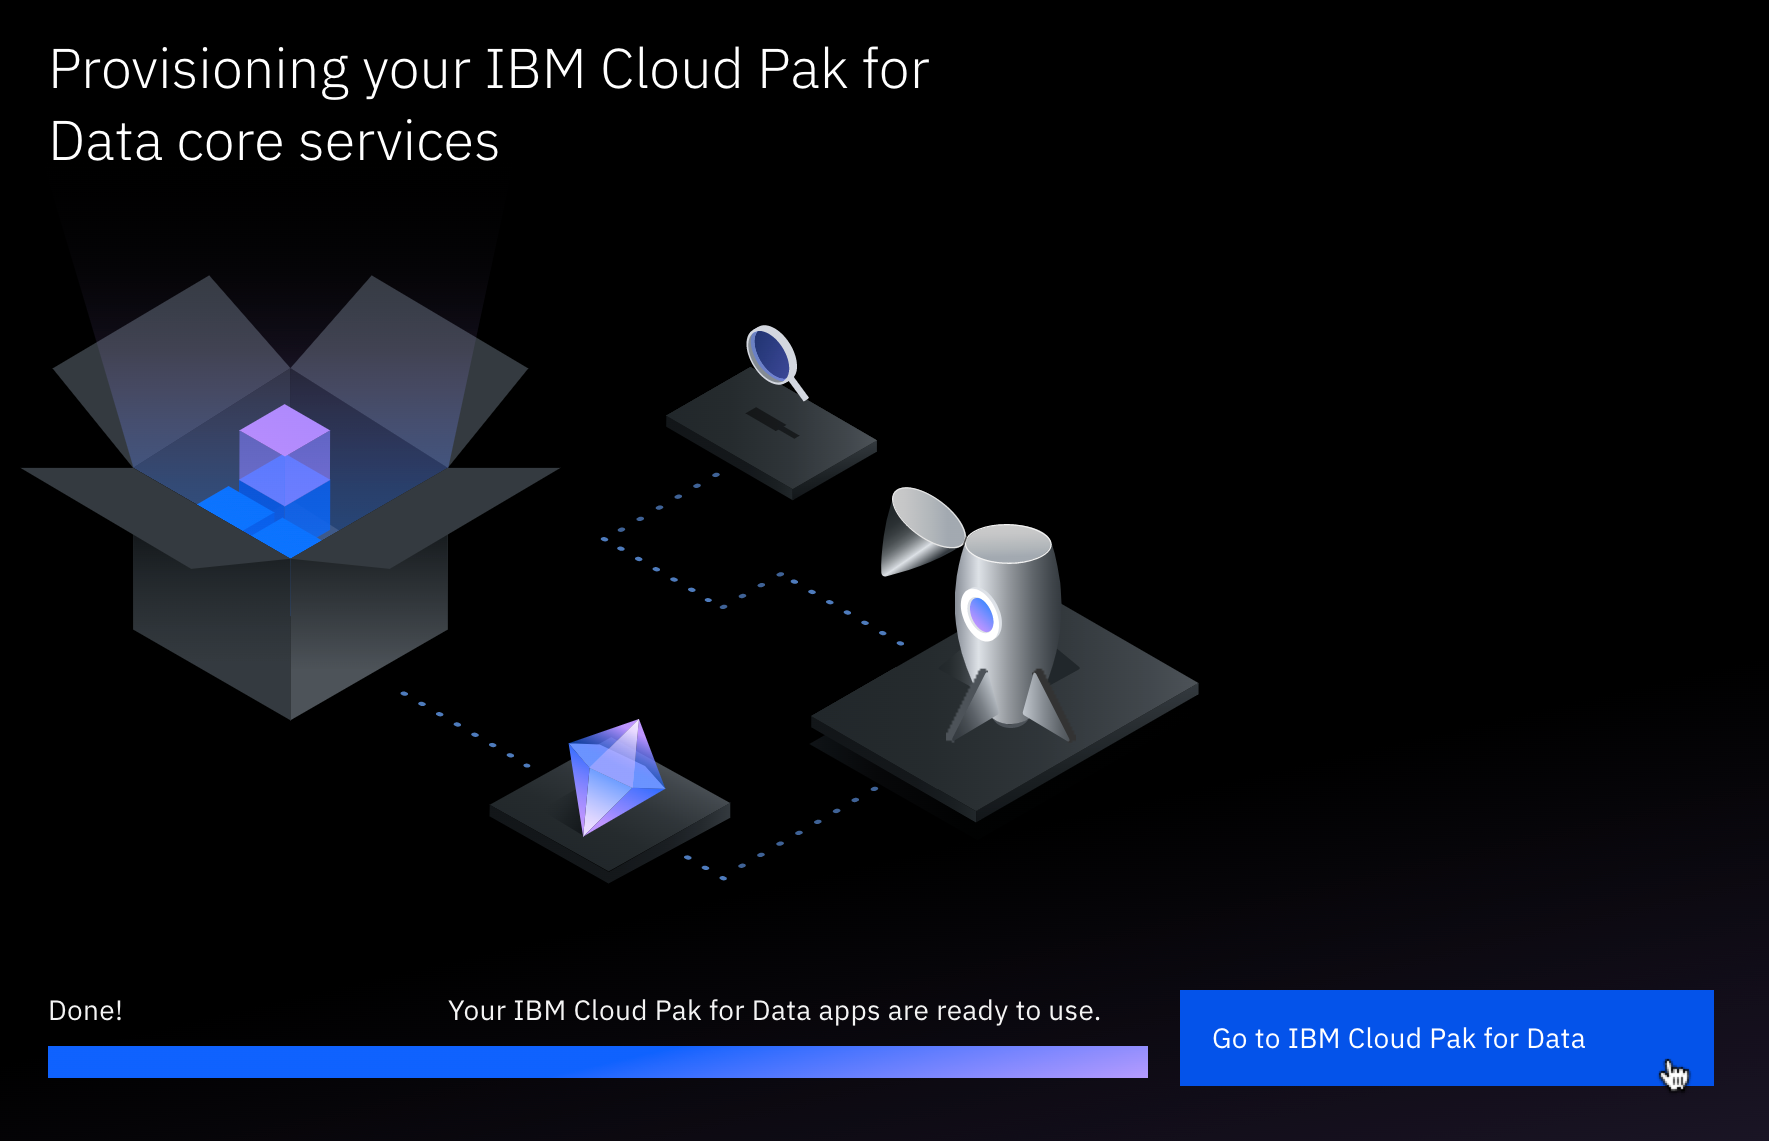 Provisioning your IBM Cloud Pak for
Data core services
Done!
Your IBM Cloud Pak for Data apps are ready to use.
Go to IBM Cloud Pak for Data